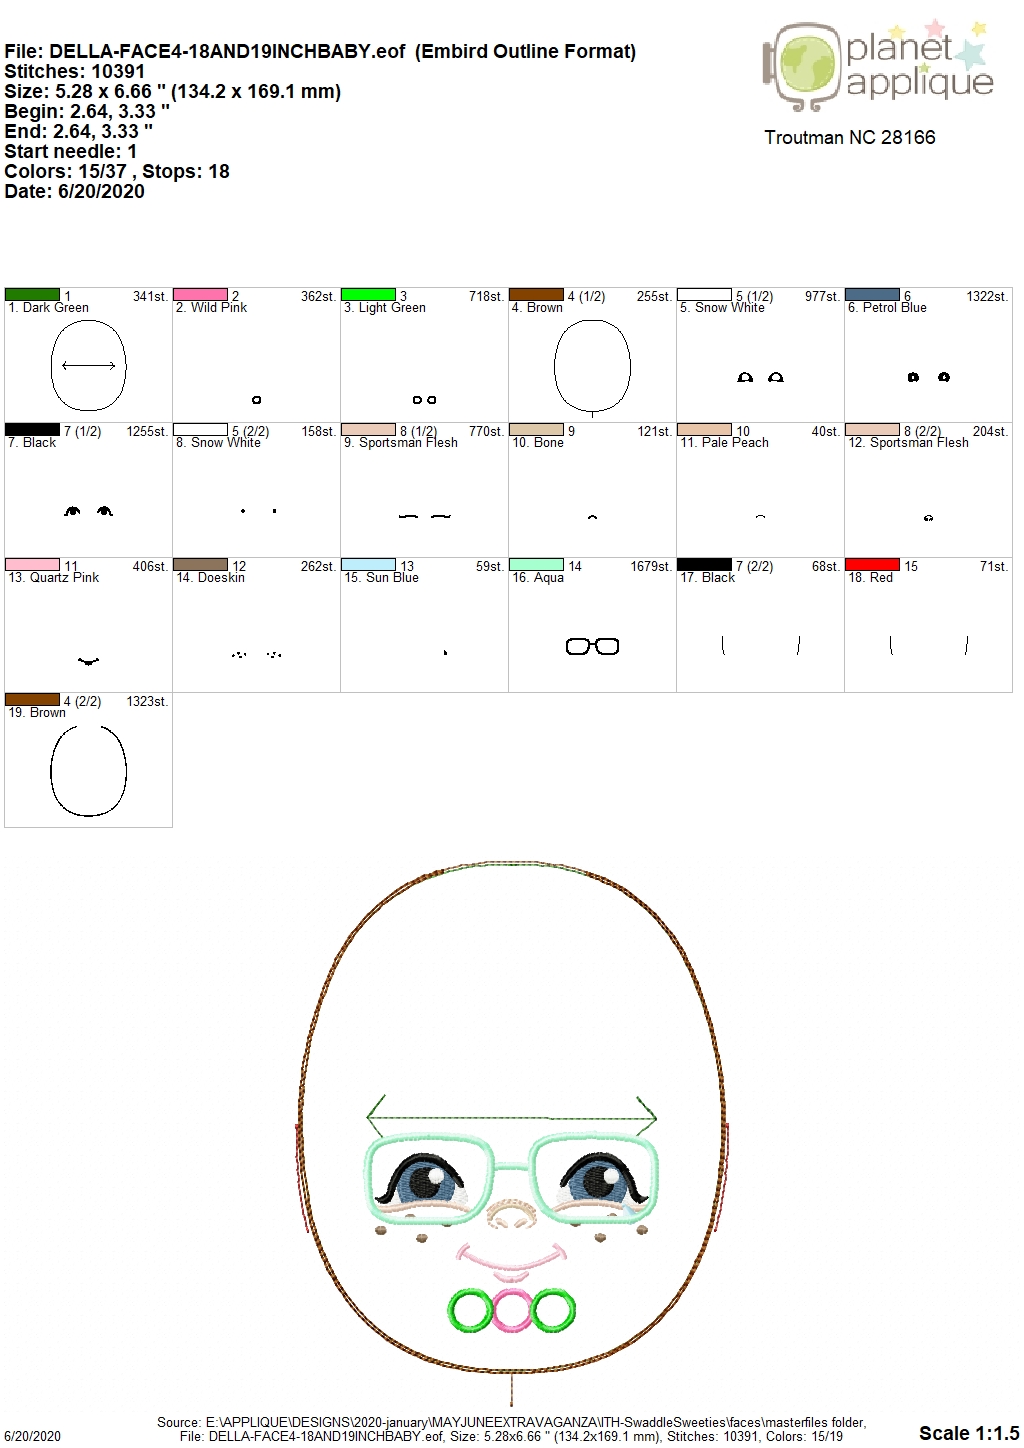 File: DELLA-FACE4-18AND19INCHBABY.eof (Embird Outline Format)
Stitches: 10391
Size: 5.28 x 6.66 " (134.2 x 169.1 mm)
Begin: 2.64, 3.33 "
End: 2.64, 3.33 "
Start needle: 1
Colors: 15/37 , Stops: 18
Date: 6/20/2020
planet
applique
Troutman NC 28166
1 341st. 2 362st. 3 718st. 4 (1/2) 255st. 5 (1/2) 977st. 6 1322st.
1. Dark Green 2. Wild Pink 3. Light Green 4. Brown 5. Snow White 6. Petrol Blue
7 (1/2) 1255st. 5 (2/2) 158st. 8 (1/2) 770st. 9 121st. 10 40st. 8 (2/2) 204st.
7. Black 8. Snow White 9. Sportsman Flesh 10. Bone 11. Pale Peach 12. Sportsman Flesh
11 406st. 12 262st. 13 59st. 14 1679st. 7 (2/2) 68st. 15 71st.
13. Quartz Pink 14. Doeskin 15. Sun Blue 16. Aqua 17. Black 18. Red
4 (2/2) 1323st.
19. Brown
Source: E:\APPLIQUE\DESIGNS\2020-january\MAYJUNEEXTRAVAGANZA\ITH-SwaddleSweeties\faces\masterfiles folder,
6/20/2020 File: DELLA-FACE4-18AND19INCHBABY.eof, Size: 5.28x6.66 " (134.2x169.1 mm), Stitches: 10391, Colors: 15/19 Scale 1:1.5